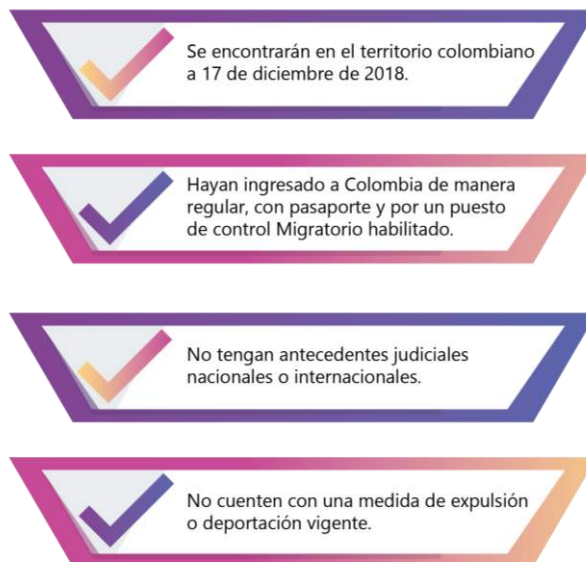 Se encontrarán en el territorio colombiano
a 17 de diciembre de 2018.
Hayan ingresado a Colombia de manera
regular, con pasaporte y por un puesto
de control Migratorio habilitado.
No tengan antecedentes judiciales
nacionales o internacionales.
No cuenten con una medida de expulsión
o deportación vigente.